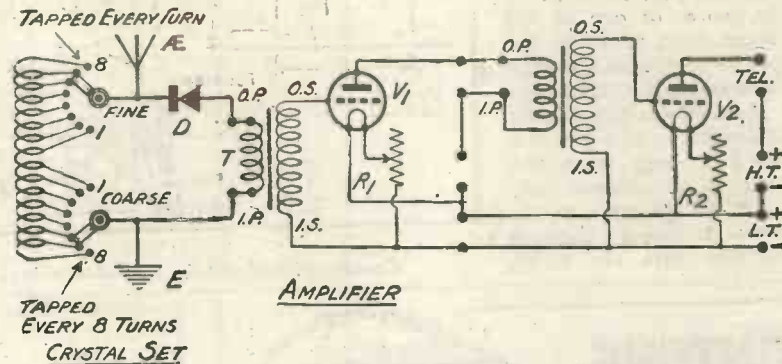 TAPPED EVERY TURN
Æ
8
FINE
1
D
O.P.
T
I.P.
O.S.
I.S.
V1
R1
O.P.
I.P.
O.S.
I.S.
V2
R2
TEL.
+
H.T.
-
+
L.T.
-
1
COARSE
8
E
TAPPED
EVERY 8 TURNS
CRYSTAL SET
AMPLIFIER